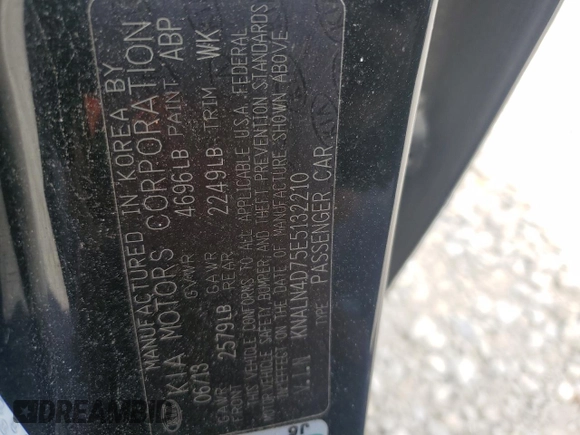 MANUFACTURED IN KOREA BY
KIA MOTORS CORPORATION
06/13 GVWR 4696LB PAINT ABP
GAWR FRONT 2579LB GAWR REAR 2249LB TRIM WK
THIS VEHICLE CONFORMS TO ALL APPLICABLE U.S.A. FEDERAL
MOTOR VEHICLE SAFETY, BUMPER, AND THEFT PREVENTION STANDARDS
IN EFFECT ON THE DATE OF MANUFACTURE SHOWN ABOVE
V.I.N KNALN4D75E5132210
TYPE PASSENGER CAR
DREAMBID